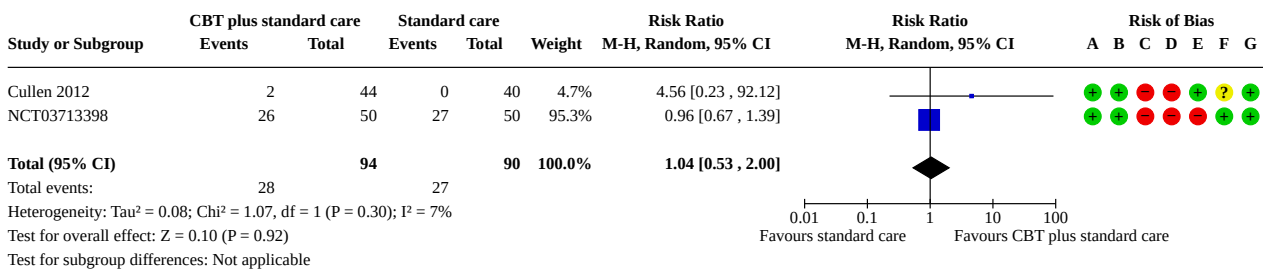 CBT plus standard care Standard care Risk Ratio Risk Ratio Risk of Bias
Study or Subgroup Events Total Events Total Weight M-H, Random, 95% CI M-H, Random, 95% CI A B C D E F G
Cullen 2012 2 44 0 40 4.7% 4.56 [0.23 , 92.12] + + − − + ? +
NCT03713398 26 50 27 50 95.3% 0.96 [0.67 , 1.39] + + − − − + +
Total (95% CI) 94 90 100.0% 1.04 [0.53 , 2.00]
Total events: 28 27
Heterogeneity: Tau² = 0.08; Chi² = 1.07, df = 1 (P = 0.30); I² = 7%
0.01 0.1 1 10 100
Test for overall effect: Z = 0.10 (P = 0.92) Favours standard care Favours CBT plus standard care
Test for subgroup differences: Not applicable